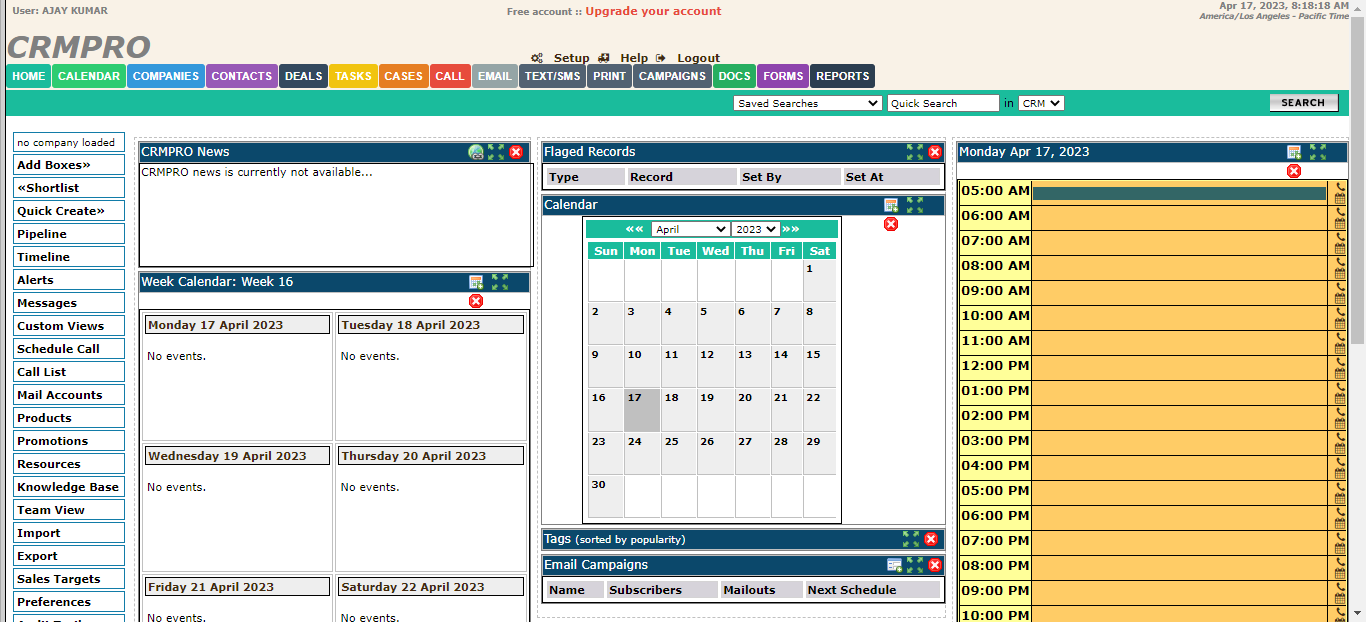 User: AJAY KUMAR
Free account :: Upgrade your account
Apr 17, 2023, 8:18:18 AM
America/Los Angeles - Pacific Time
CRMPRO
Setup Help Logout
HOME CALENDAR COMPANIES CONTACTS DEALS TASKS CASES CALL EMAIL TEXT/SMS PRINT CAMPAIGNS DOCS FORMS REPORTS
Saved Searches Quick Search in CRM SEARCH
no company loaded
Add Boxes»
«Shortlist
Quick Create»
Pipeline
Timeline
Alerts
Messages
Custom Views
Schedule Call
Call List
Mail Accounts
Products
Promotions
Resources
Knowledge Base
Team View
Import
Export
Sales Targets
Preferences
CRMPRO News
CRMPRO news is currently not available...
Week Calendar: Week 16
Monday 17 April 2023 Tuesday 18 April 2023
No events. No events.
Wednesday 19 April 2023 Thursday 20 April 2023
No events. No events.
Friday 21 April 2023 Saturday 22 April 2023
No events. No events.
Flaged Records
Type Record Set By Set At
Calendar
«« April 2023 »»
Sun Mon Tue Wed Thu Fri Sat
1
2 3 4 5 6 7 8
9 10 11 12 13 14 15
16 17 18 19 20 21 22
23 24 25 26 27 28 29
30
Tags (sorted by popularity)
Email Campaigns
Name Subscribers Mailouts Next Schedule
Monday Apr 17, 2023
05:00 AM
06:00 AM
07:00 AM
08:00 AM
09:00 AM
10:00 AM
11:00 AM
12:00 PM
01:00 PM
02:00 PM
03:00 PM
04:00 PM
05:00 PM
06:00 PM
07:00 PM
08:00 PM
09:00 PM
10:00 PM